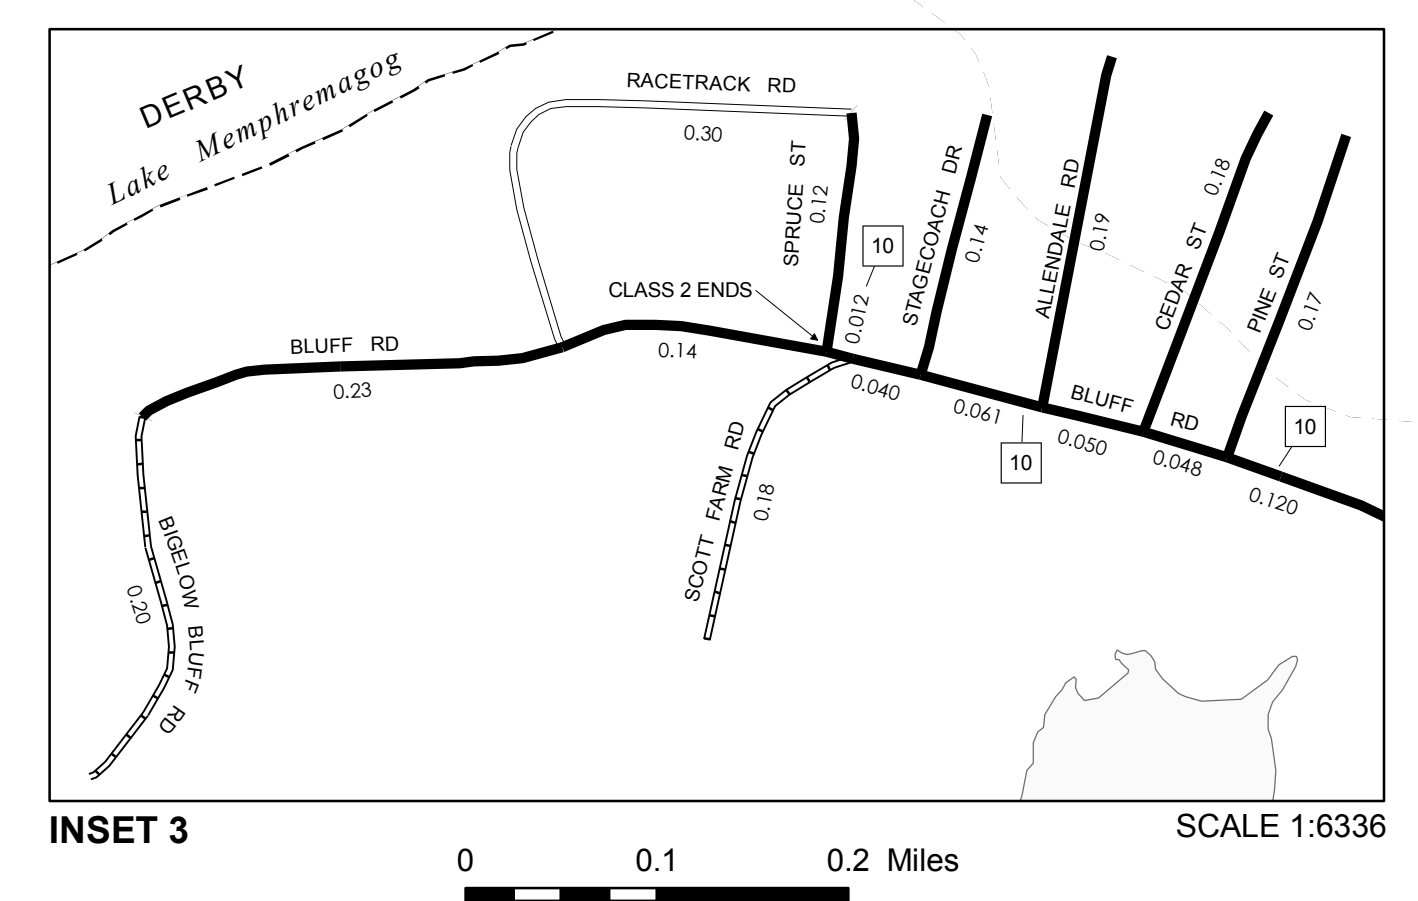 DERBY
Lake Memphremagog
RACETRACK RD
0.30
SPRUCE ST
0.12
10
STAGECOACH DR
0.14
ALLENDALE RD
0.19
CEDAR ST
0.18
PINE ST
0.17
CLASS 2 ENDS
0.012
BLUFF RD
0.23
0.14
0.040
0.061
BLUFF RD
0.050
0.048
0.120
10
10
SCOTT FARM RD
0.18
BIGELOW BLUFF RD
0.20
INSET 3
SCALE 1:6336
0 0.1 0.2 Miles